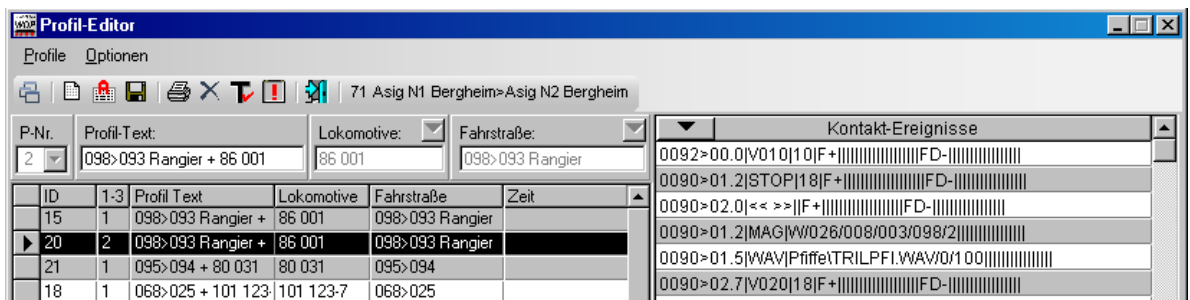 WDP Profil-Editor
Profile Optionen
71 Asig N1 Bergheim>Asig N2 Bergheim
P-Nr. Profil-Text: Lokomotive: Fahrstraße:
2 098>093 Rangier + 86 001 86 001 098>093 Rangier
ID 1-3 Profil Text Lokomotive Fahrstraße Zeit
15 1 098>093 Rangier + 86 001 098>093 Rangier
20 2 098>093 Rangier + 86 001 098>093 Rangier
21 1 095>094 + 80 031 80 031 095>094
18 1 068>025 + 101 123- 101 123-7 068>025
Kontakt-Ereignisse
0092>00.0|V010|10|F+||||||||||||||||||FD-||||||||||||||||
0090>01.2|STOP|18|F+||||||||||||||||||FD-||||||||||||||||
0090>02.0|<< >>||F+||||||||||||||||||FD-||||||||||||||||
0090>01.2|MAG|W/026/008/003/098/2|||||||||||||||
0090>01.5|WAV|Pfiffe\TRILPFI.WAV/0/100|||||||||||||||
0090>02.7|V020|18|F+||||||||||||||||||FD-||||||||||||||||